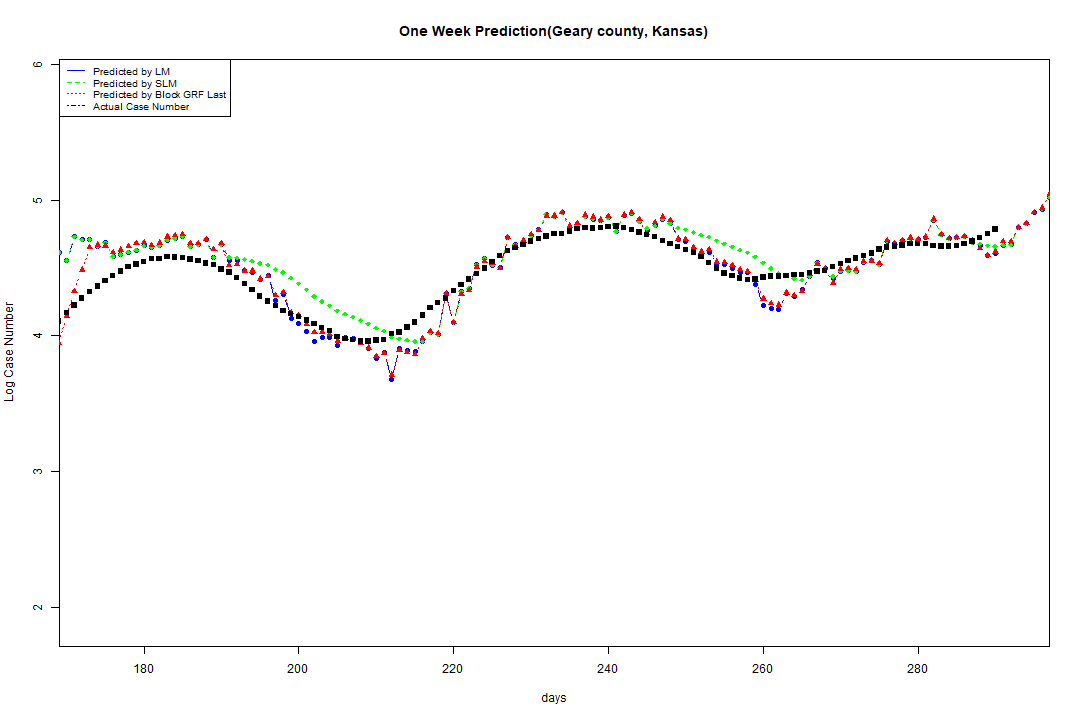 One Week Prediction(Geary county, Kansas)
Predicted by LM
Predicted by SLM
Predicted by Block GRF Last
Actual Case Number
6
5
4
3
2
Log Case Number
180 200 220 240 260 280
days